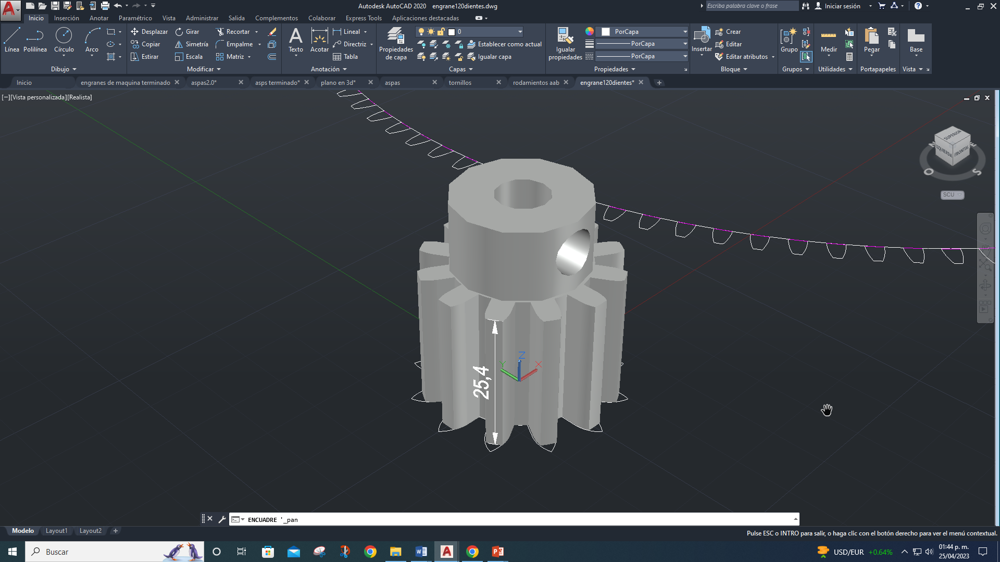 Autodesk AutoCAD 2020 engrane120dientes.dwg
Escriba palabra clave o frase
Iniciar sesión
Inicio Inserción Anotar Paramétrico Vista Administrar Salida Complementos Colaborar Express Tools Aplicaciones destacadas
Línea Polilínea Círculo Arco
Desplazar Girar Recortar
Copiar Simetría Empalme
Estirar Escala Matriz
Texto Acotar
Lineal
Directriz
Tabla
Propiedades de capa
0
Establecer como actual
Igualar capa
Igualar propiedades
PorCapa
PorCapa
PorCapa
Insertar
Crear
Editar
Editar atributos
Grupo
Medir
Pegar
Base
Dibujo Modificar Anotación Capas Propiedades Bloque Grupos Utilidades Portapapeles Vista
Inicio engranes de maquina terminado aspas2.0* asps terminado* plano en 3d* aspas tornillos rodamientos aab engrane120dientes*
[−][Vista personalizada][Realista]
SUPERIOR
IZQUIERDA
FRONTAL
N
E
O
S
SCU
25,4
Z
Y
X
ENCUADRE '_pan
Modelo Layout1 Layout2
Pulse ESC o INTRO para salir, o haga clic con el botón derecho para ver el menú contextual.
Buscar
USD/EUR +0.64%
01:44 p. m.
25/04/2023